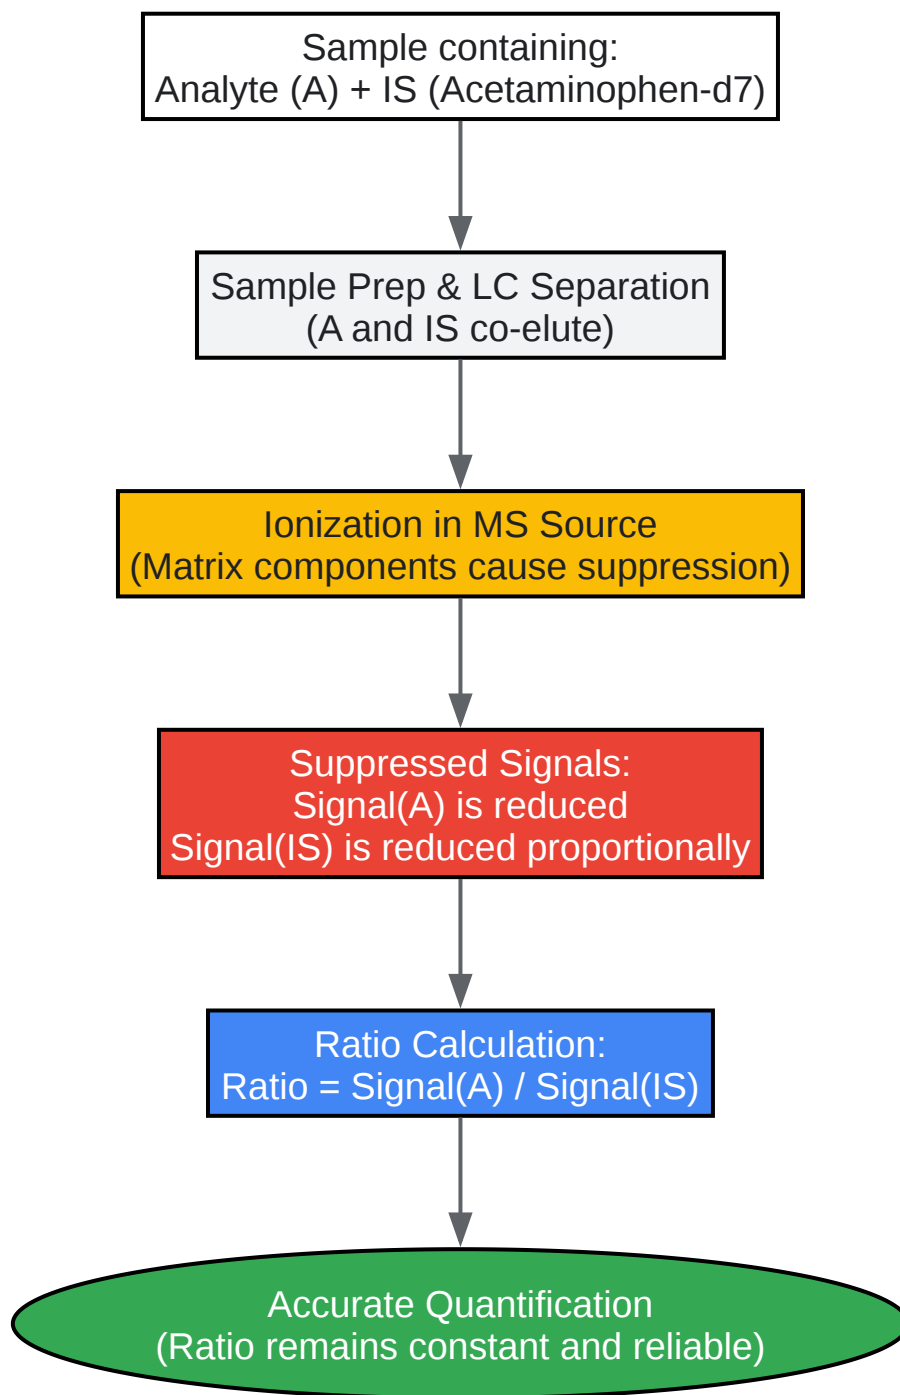 Sample containing:
Analyte (A) + IS (Acetaminophen-d7)
Sample Prep & LC Separation
(A and IS co-elute)
Ionization in MS Source
(Matrix components cause suppression)
Suppressed Signals:
Signal(A) is reduced
Signal(IS) is reduced proportionally
Ratio Calculation:
Ratio = Signal(A) / Signal(IS)
Accurate Quantification
(Ratio remains constant and reliable)